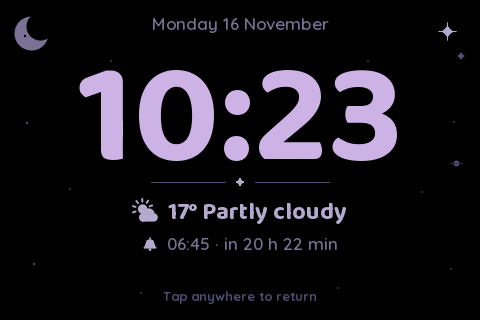 Monday 16 November
10:23
17° Partly cloudy
06:45 · in 20 h 22 min
Tap anywhere to return